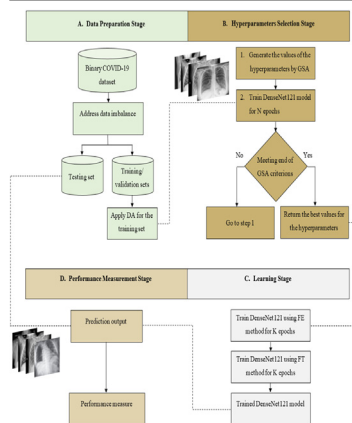 A. Data Preparation Stage
Binary COVID-19
dataset
Address data imbalance
Testing set
Training/
validation sets
Apply DA for the
training set
B. Hyperparameters Selection Stage
1. Generate the values of the
hyperparameters by GSA
2. Train DenseNet121 model
for N epochs
Meeting end of
GSA criterions
No
Yes
Go to step 1
Return the best values for
the hyperparameters
D. Performance Measurement Stage
Prediction output
Performance measure
C. Learning Stage
Train DenseNet121 using FE
method for K epochs
Train DenseNet121 using FT
method for K epochs
Trained DenseNet121 model